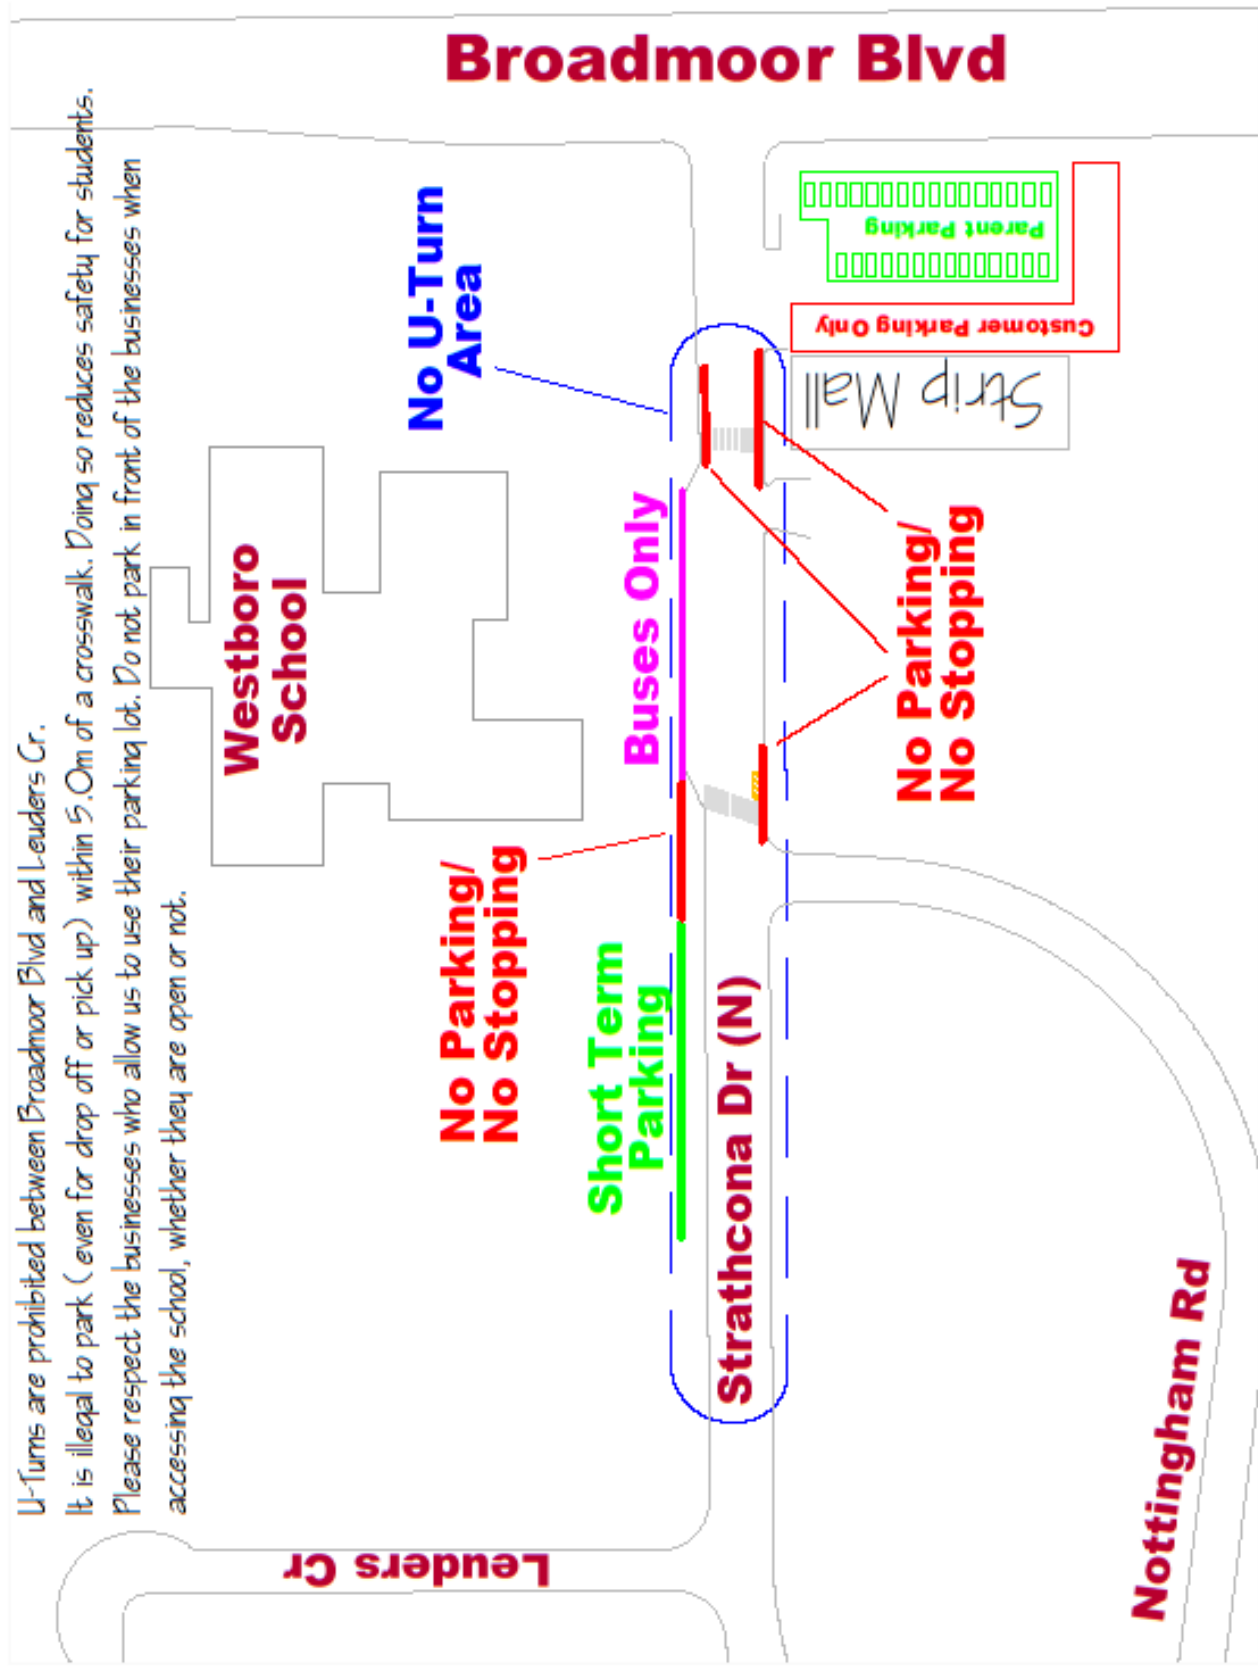 U-Turns are prohibited between Broadmoor Blvd and Leuders Cr.
It is illegal to park (even for drop off or pick up) within 5.0m of a crosswalk. Doing so reduces safety for students.
Please respect the businesses who allow us to use their parking lot. Do not park in front of the businesses when
accessing the school, whether they are open or not.
Westboro
School
No U-Turn
Area
No Parking/
No Stopping
Buses Only
Short Term
Parking
Strathcona Dr (N)
No Parking/
No Stopping
Nottingham Rd
Leuders Cr
Broadmoor Blvd
Parent Parking
Customer Parking Only
Strip Mall